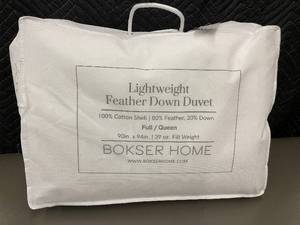 Lightweight
Feather Down Duvet
100% Cotton Shell | 80% Feather, 20% Down
Full / Queen
90in. x 94in. | 39 oz. Fill Weight
BOKSER HOME
WWW.BOKSERHOME.COM